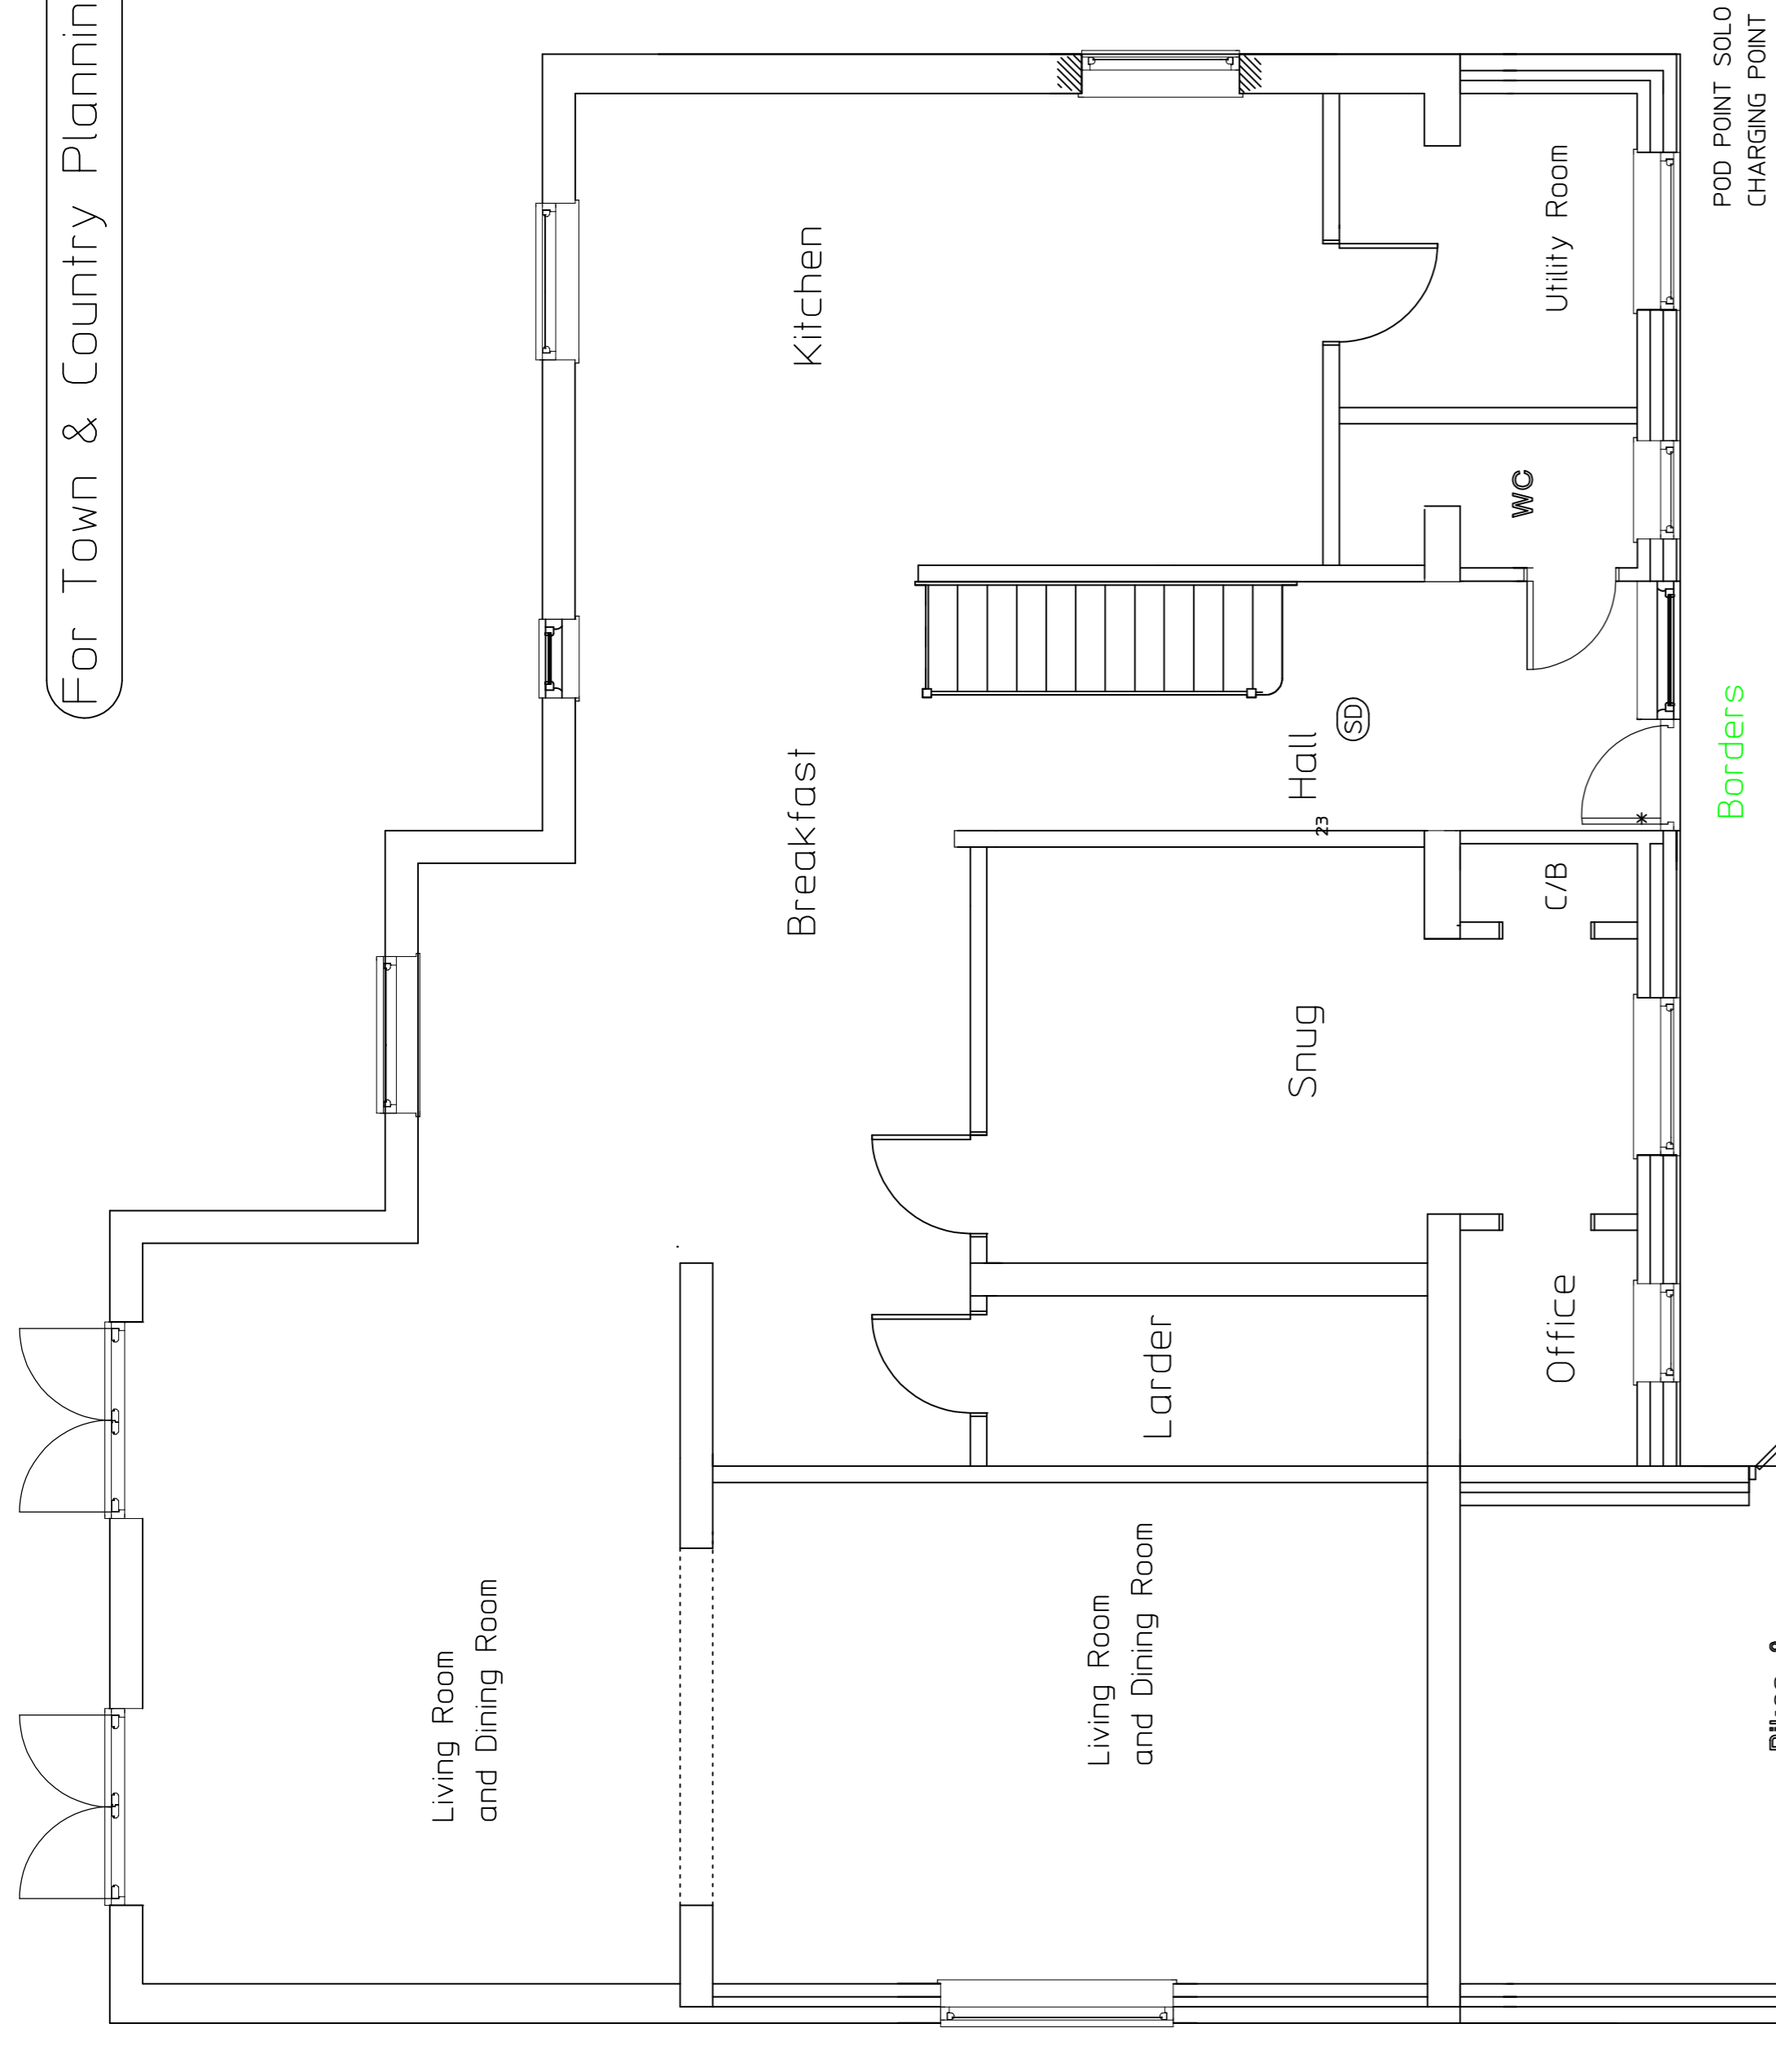 For Town & Country Plannin
Kitchen
Utility Room
POD POINT SOLO
CHARGING POINT
WC
Breakfast
Hall
SD
23
Borders
C/B
Snug
Larder
Office
Living Room
and Dining Room
Living Room
and Dining Room